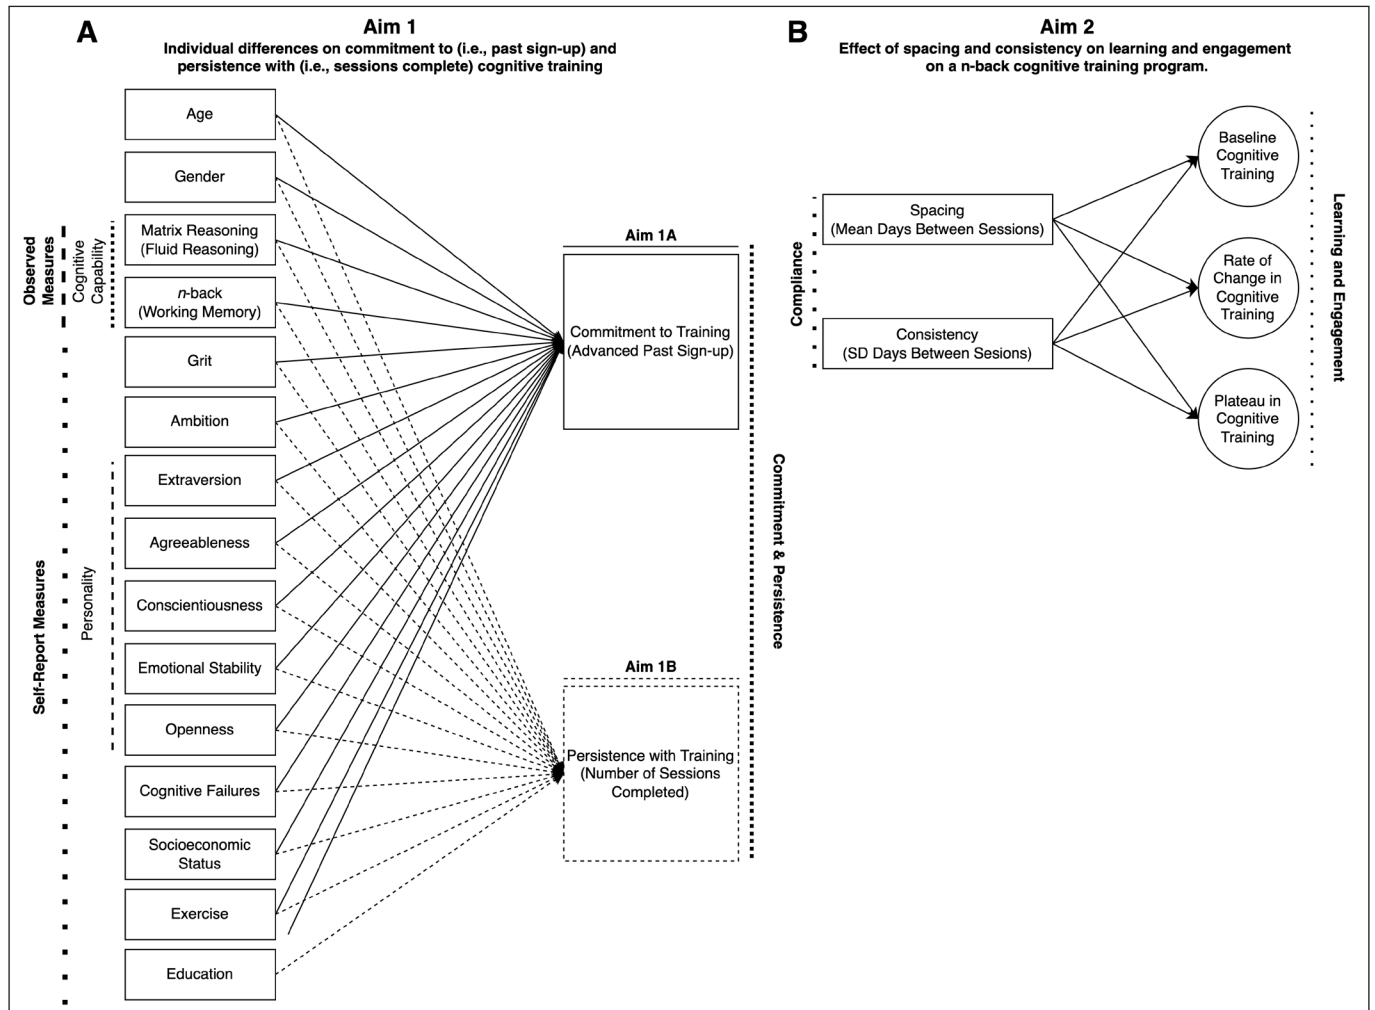 A
Aim 1
Individual differences on commitment to (i.e., past sign-up) and
persistence with (i.e., sessions complete) cognitive training
Observed
Measures
Cognitive
Capability
Self-Report Measures
Personality
Age
Gender
Matrix Reasoning
(Fluid Reasoning)
n-back
(Working Memory)
Grit
Ambition
Extraversion
Agreeableness
Conscientiousness
Emotional Stability
Openness
Cognitive Failures
Socioeconomic
Status
Exercise
Education
Aim 1A
Commitment to Training
(Advanced Past Sign-up)
Aim 1B
Persistence with Training
(Number of Sessions
Completed)
Commitment & Persistence
B
Aim 2
Effect of spacing and consistency on learning and engagement
on a n-back cognitive training program.
Compliance
Spacing
(Mean Days Between Sessions)
Consistency
(SD Days Between Sesions)
Baseline
Cognitive
Training
Rate of
Change in
Cognitive
Training
Plateau in
Cognitive
Training
Learning and Engagement